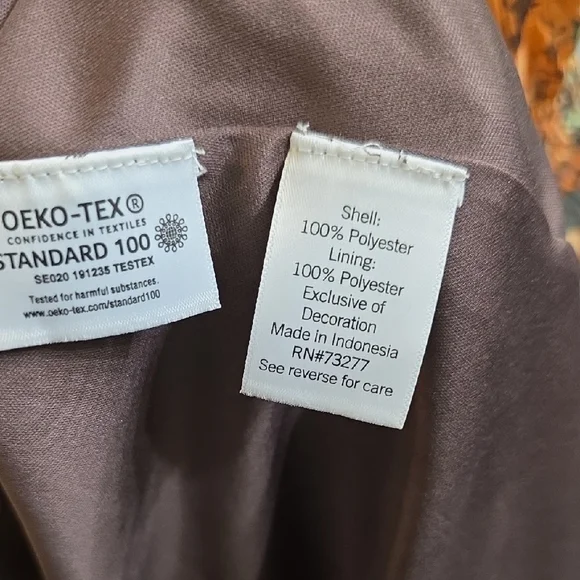 OEKO-TEX®
CONFIDENCE IN TEXTILES
STANDARD 100
SE020 191235 TESTEX
Tested for harmful substances.
www.oeko-tex.com/standard100
Shell:
100% Polyester
Lining:
100% Polyester
Exclusive of
Decoration
Made in Indonesia
RN#73277
See reverse for care